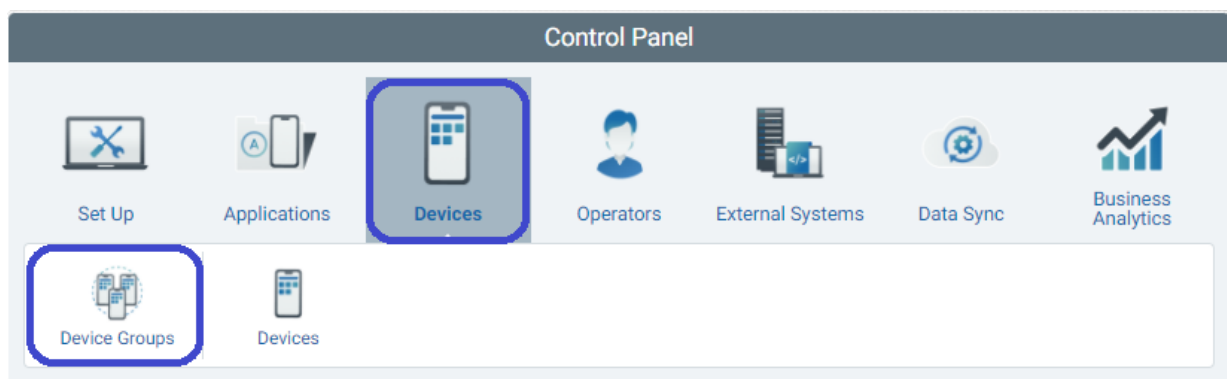 Control Panel
A
</>
Set Up
Applications
Devices
Operators
External Systems
Data Sync
Business
Analytics
Device Groups
Devices